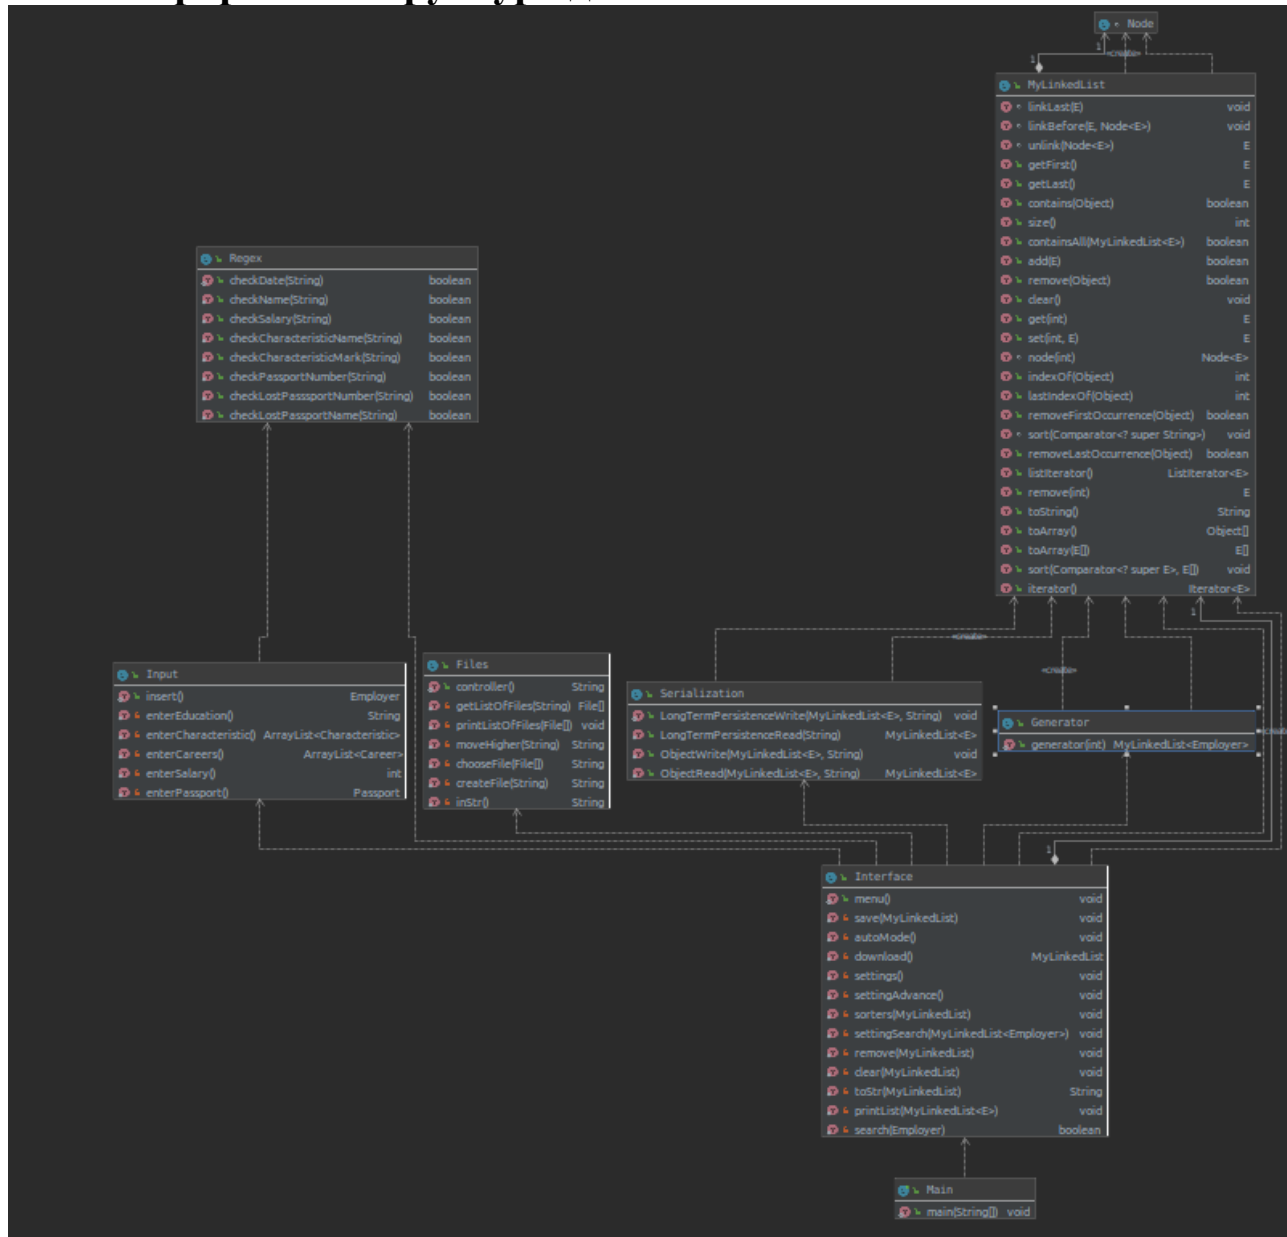 Node
1
«create»
1
MyLinkedList
linkLast(E) void
linkBefore(E, Node<E>) void
unlink(Node<E>) E
getFirst() E
getLast() E
contains(Object) boolean
size() int
containsAll(MyLinkedList<E>) boolean
add(E) boolean
remove(Object) boolean
clear() void
get(int) E
set(int, E) E
node(int) Node<E>
indexOf(Object) int
lastIndexOf(Object) int
removeFirstOccurrence(Object) boolean
sort(Comparator<? super String>) void
removeLastOccurrence(Object) boolean
listIterator() ListIterator<E>
remove(int) E
toString() String
toArray() Object[]
toArray(E[]) E[]
sort(Comparator<? super E>, E[]) void
iterator() Iterator<E>
Regex
checkDate(String) boolean
checkName(String) boolean
checkSalary(String) boolean
checkCharacteristicName(String) boolean
checkCharacteristicMark(String) boolean
checkPassportNumber(String) boolean
checkLostPasssportNumber(String) boolean
checkLostPassportName(String) boolean
1
«create»
«create»
Input
insert() Employer
enterEducation() String
enterCharacteristic() ArrayList<Characteristic>
enterCareers() ArrayList<Career>
enterSalary() int
enterPassport() Passport
Files
controller() String
getListOfFiles(String) File[]
printListOfFiles(File[]) void
moveHigher(String) String
chooseFile(File[]) String
createFile(String) String
inStr() String
Serialization
LongTermPersistenceWrite(MyLinkedList<E>, String) void
LongTermPersistenceRead(String) MyLinkedList<E>
ObjectWrite(MyLinkedList<E>, String) void
ObjectRead(MyLinkedList<E>, String) MyLinkedList<E>
Generator
generator(int) MyLinkedList<Employer>
1
Interface
menu() void
save(MyLinkedList) void
autoMode() void
download() MyLinkedList
settings() void
settingAdvance() void
sorters(MyLinkedList) void
settingSearch(MyLinkedList<Employer>) void
remove(MyLinkedList) void
clear(MyLinkedList) void
toStr(MyLinkedList) String
printList(MyLinkedList<E>) void
search(Employer) boolean
Main
main(String[]) void